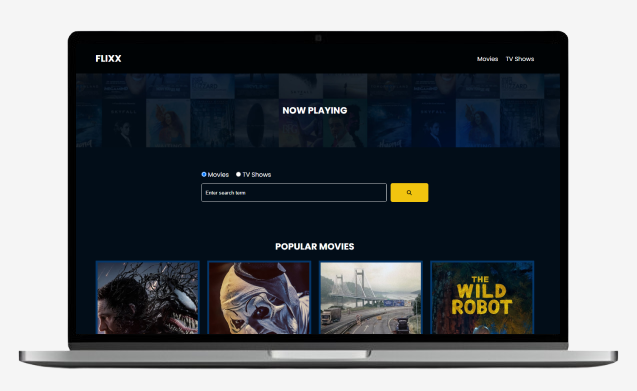 FLIXX
Movies TV Shows
NOW PLAYING
Movies TV Shows
Enter search term
POPULAR MOVIES
THE
WILD
ROBOT